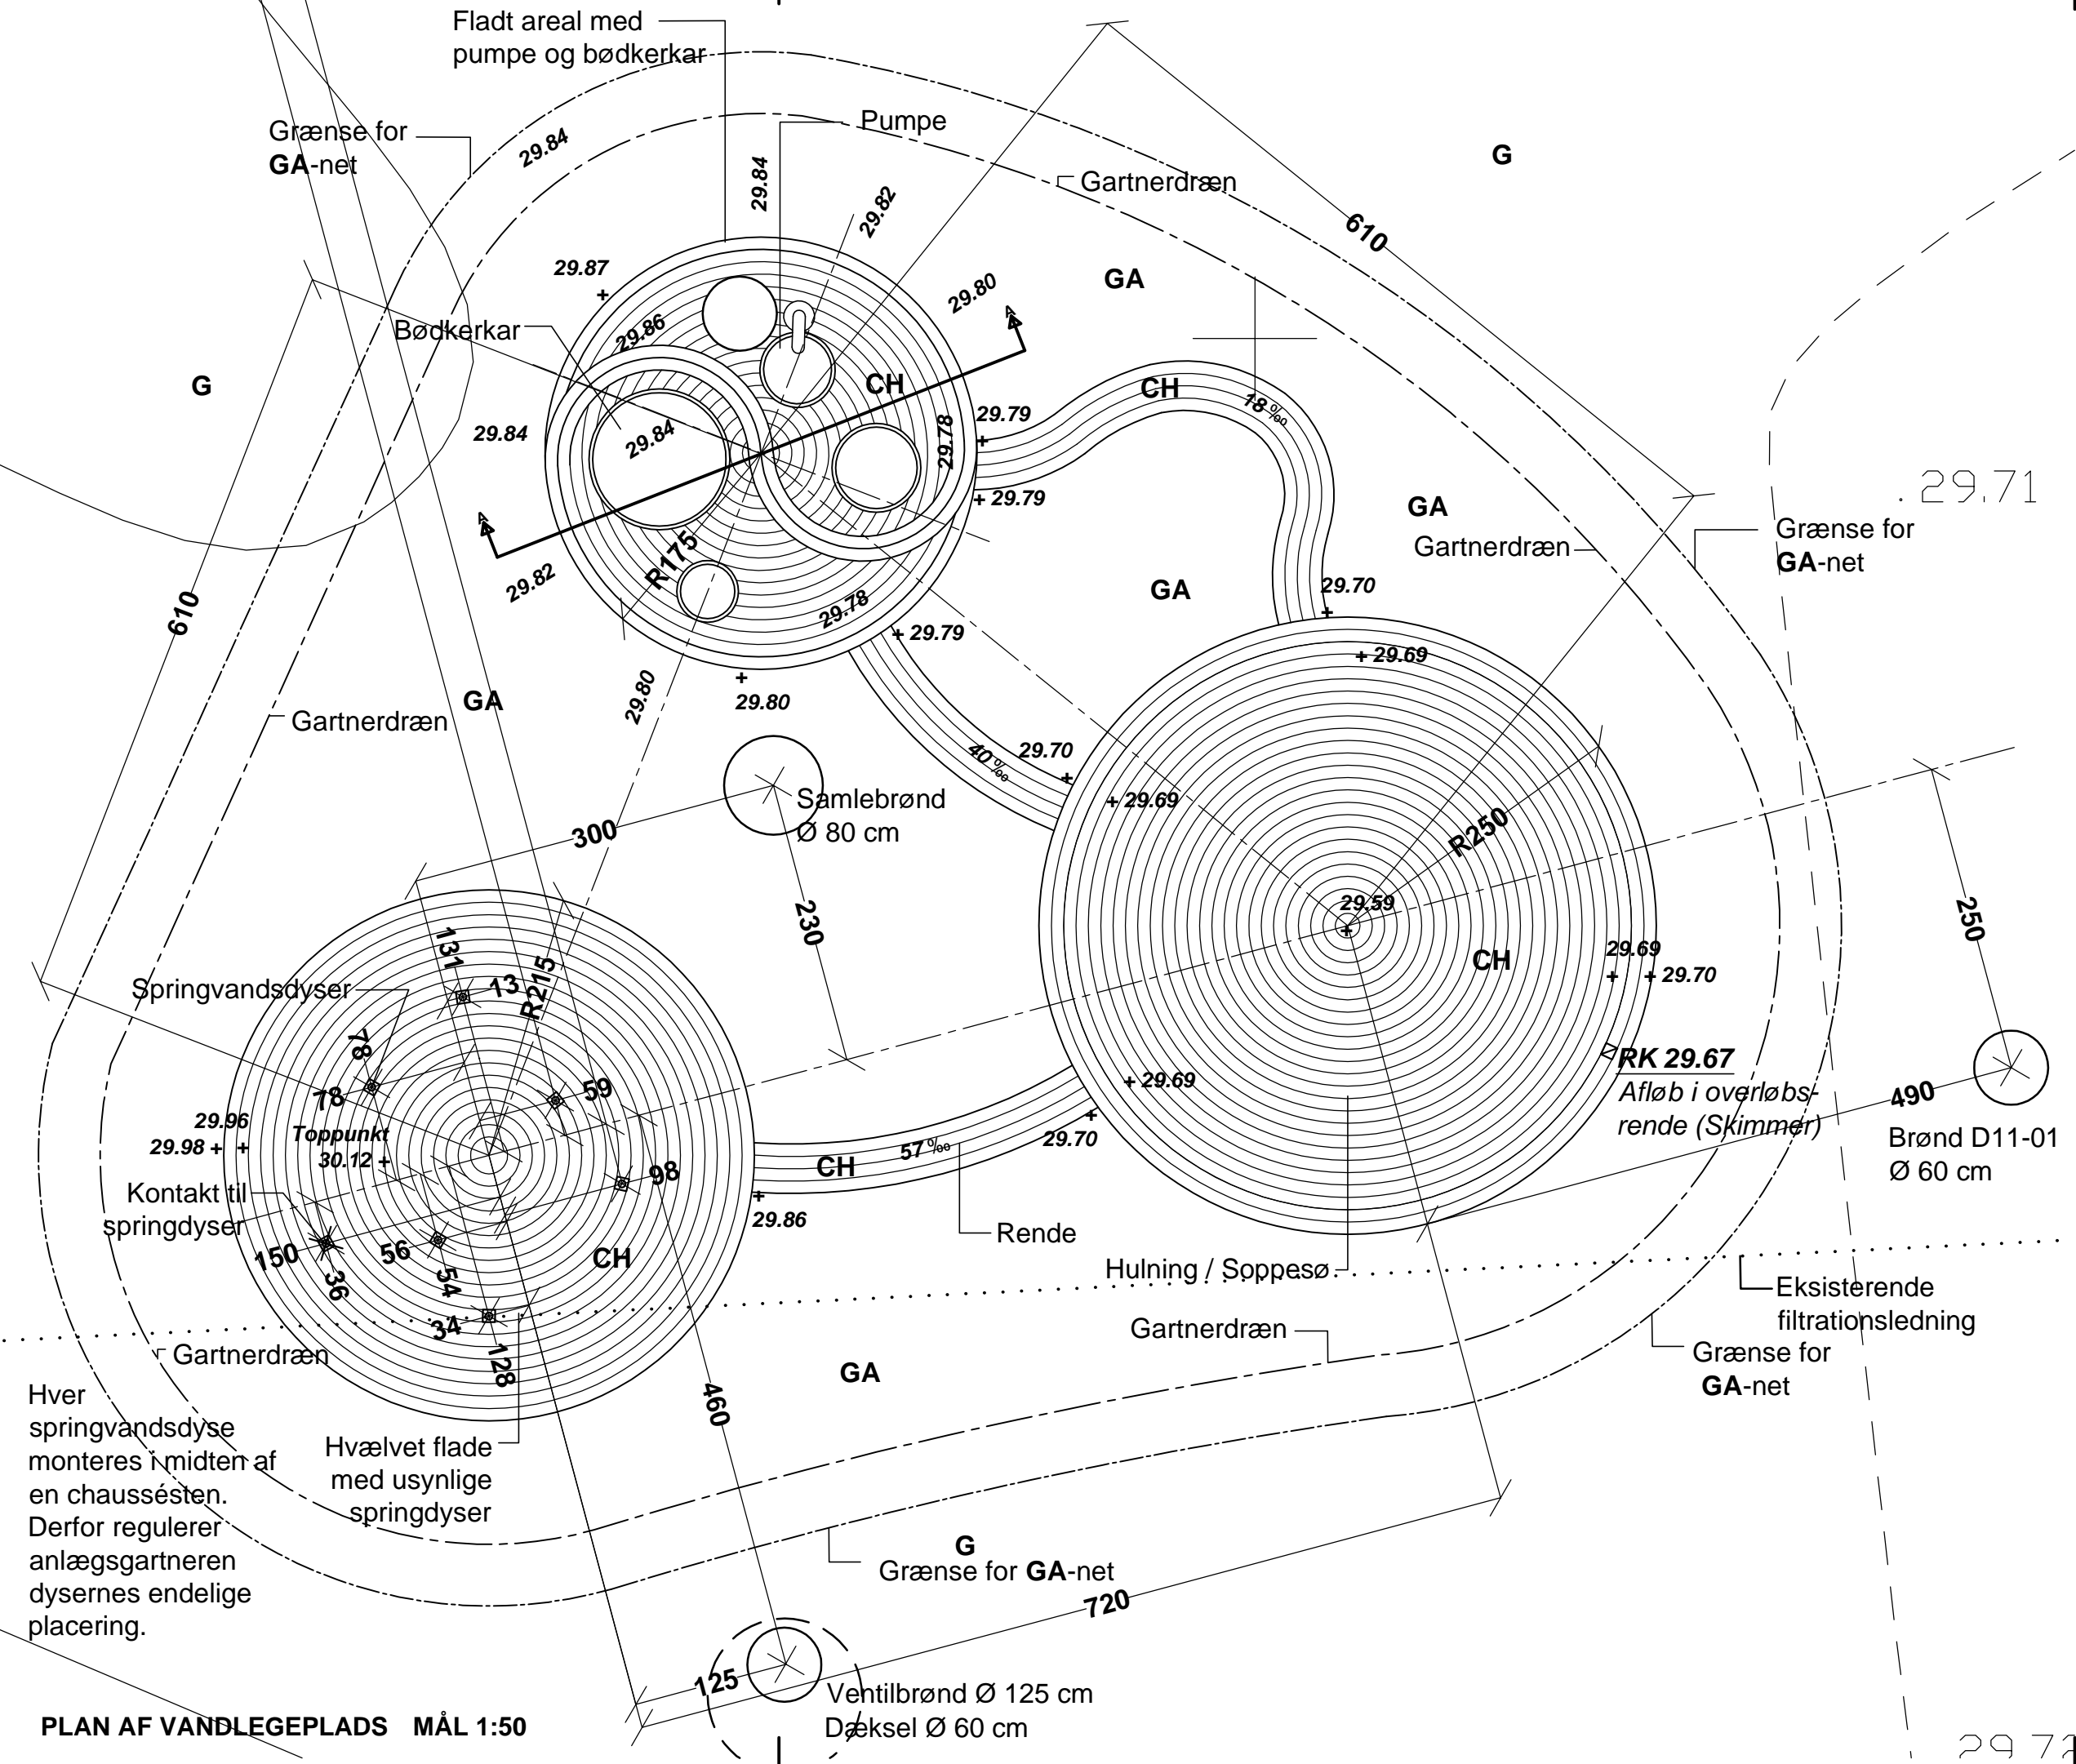 Fladt areal med
pumpe og bødkerkar
Grænse for
GA-net
29.84
Pumpe
29.84
29.82
Gartnerdræn
G
610
29.87
29.80
GA
A
Bødkerkar
29.86
CH
G
29.84
29.84
29.78
29.79
CH
18‰
29.79
29.71
GA
Gartnerdræn
Grænse for
GA-net
A
R175
29.82
29.78
29.79
GA
29.70
29.69
610
GA
Gartnerdræn
29.80
29.80
40‰
29.70
29.69
Samlebrønd
Ø 80 cm
300
230
R250
29.59
250
CH
29.69
29.70
131
13
R215
Springvandsdyser
87
78
59
29.69
RK 29.67
Afløb i overløbs-
rende (Skimmer)
490
Brønd D11-01
Ø 60 cm
29.96
29.98
Toppunkt
30.12
98
CH
57‰
29.70
29.86
Kontakt til
springdyser
150
36
56
54
CH
Rende
Hulning / Soppesø
Eksisterende
filtrationsledning
34
128
Gartnerdræn
Gartnerdræn
Grænse for
GA-net
GA
460
Hver
springvandsdyse
monteres i midten af
en chaussésten.
Derfor regulerer
anlægsgartneren
dysernes endelige
placering.
Hvælvet flade
med usynlige
springdyser
G
Grænse for GA-net
720
125
Ventilbrønd Ø 125 cm
Dæksel Ø 60 cm
PLAN AF VANDLEGEPLADS MÅL 1:50
29.72